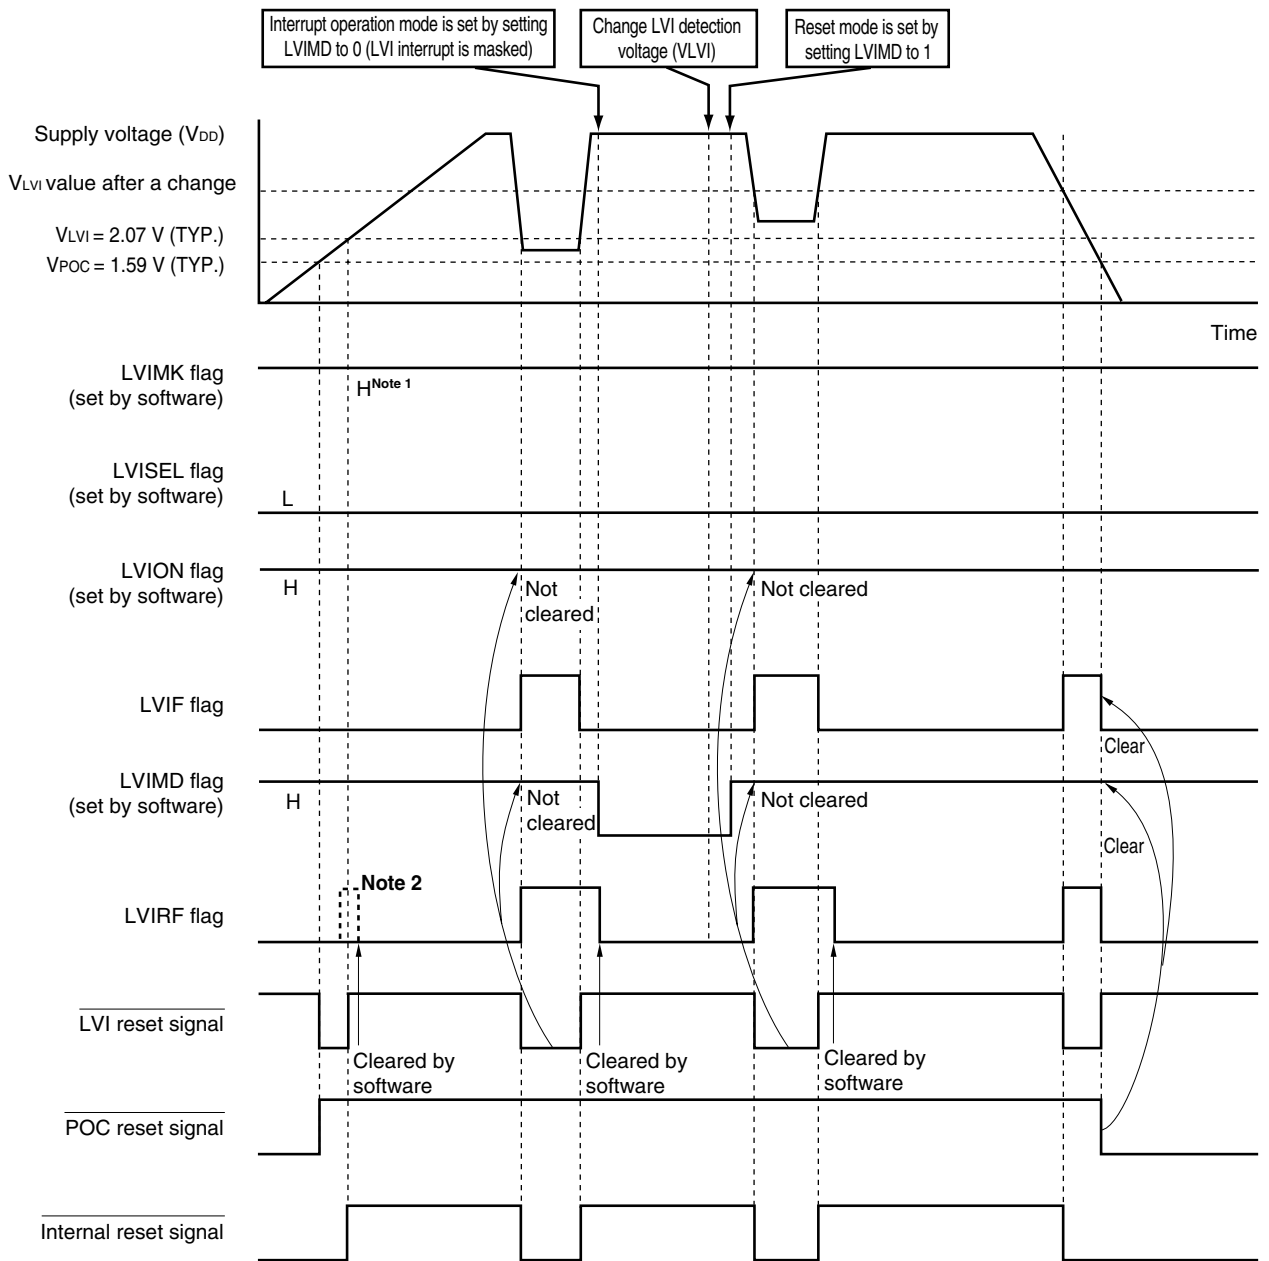 Interrupt operation mode is set by setting
LVIMD to 0 (LVI interrupt is masked)
Change LVI detection
voltage (VLVI)
Reset mode is set by
setting LVIMD to 1
Supply voltage (VDD)
VLVI value after a change
VLVI = 2.07 V (TYP.)
VPOC = 1.59 V (TYP.)
Time
LVIMK flag
(set by software)
H Note 1
LVISEL flag
(set by software)
L
LVION flag
(set by software)
H
Not
cleared
Not cleared
LVIF flag
Clear
LVIMD flag
(set by software)
H
Not
cleared
Not cleared
Clear
Note 2
LVIRF flag
LVI reset signal
Cleared by
software
Cleared by
software
Cleared by
software
POC reset signal
Internal reset signal